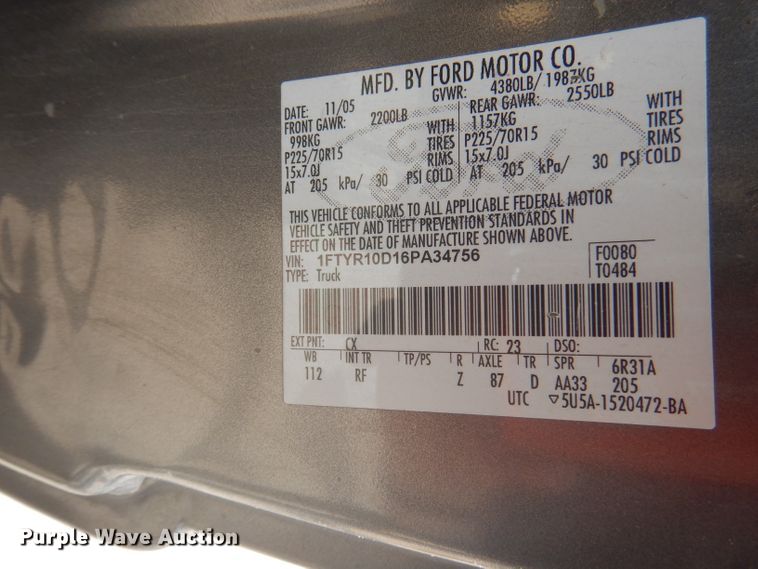 MFD. BY FORD MOTOR CO.
DATE: 11/05 GVWR: 4380LB/ 1987KG
FRONT GAWR: 2200LB REAR GAWR: 2550LB
998KG WITH 1157KG WITH
P225/70R15 TIRES P225/70R15 TIRES
15x7.0J RIMS 15x7.0J RIMS
AT 205 kPa/ 30 PSI COLD AT 205 kPa/ 30 PSI COLD
Ford
THIS VEHICLE CONFORMS TO ALL APPLICABLE FEDERAL MOTOR
VEHICLE SAFETY AND THEFT PREVENTION STANDARDS IN
EFFECT ON THE DATE OF MANUFACTURE SHOWN ABOVE.
VIN: 1FTYR10D16PA34756 F0080
TYPE: Truck T0484
EXT PNT: CX RC: 23 DSO:
WB INT TR TP/PS R AXLE TR SPR 6R31A
112 RF Z 87 D AA33 205
UTC ▽5U5A-1520472-BA
Purple Wave Auction